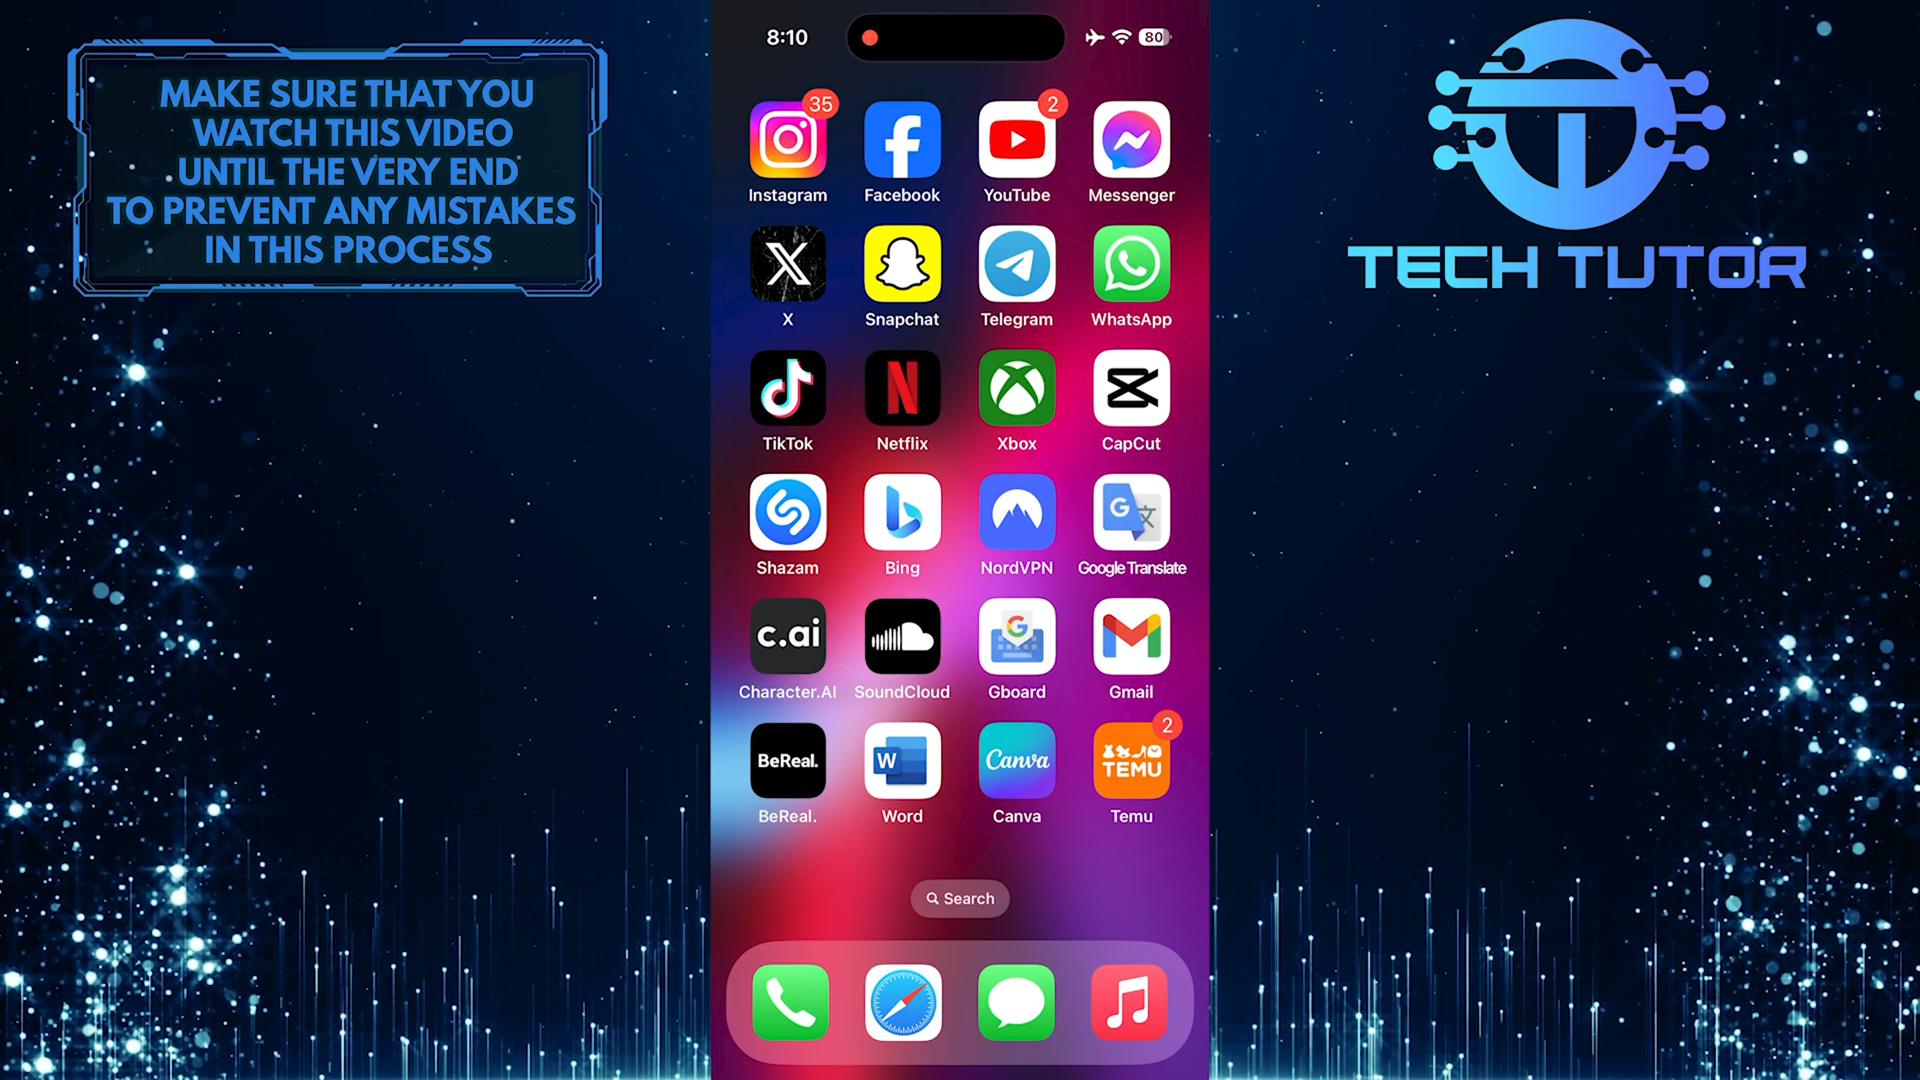 MAKE SURE THAT YOU
WATCH THIS VIDEO
UNTIL THE VERY END
TO PREVENT ANY MISTAKES
IN THIS PROCESS
8:10
80
35
2
Instagram
Facebook
YouTube
Messenger
X
Snapchat
Telegram
WhatsApp
TikTok
Netflix
Xbox
CapCut
G
文
Shazam
Bing
NordVPN
Google Translate
c.ai
G
Character.AI
SoundCloud
Gboard
Gmail
2
BeReal.
W
Canva
TEMU
BeReal.
Word
Canva
Temu
Search
TECH TUTOR